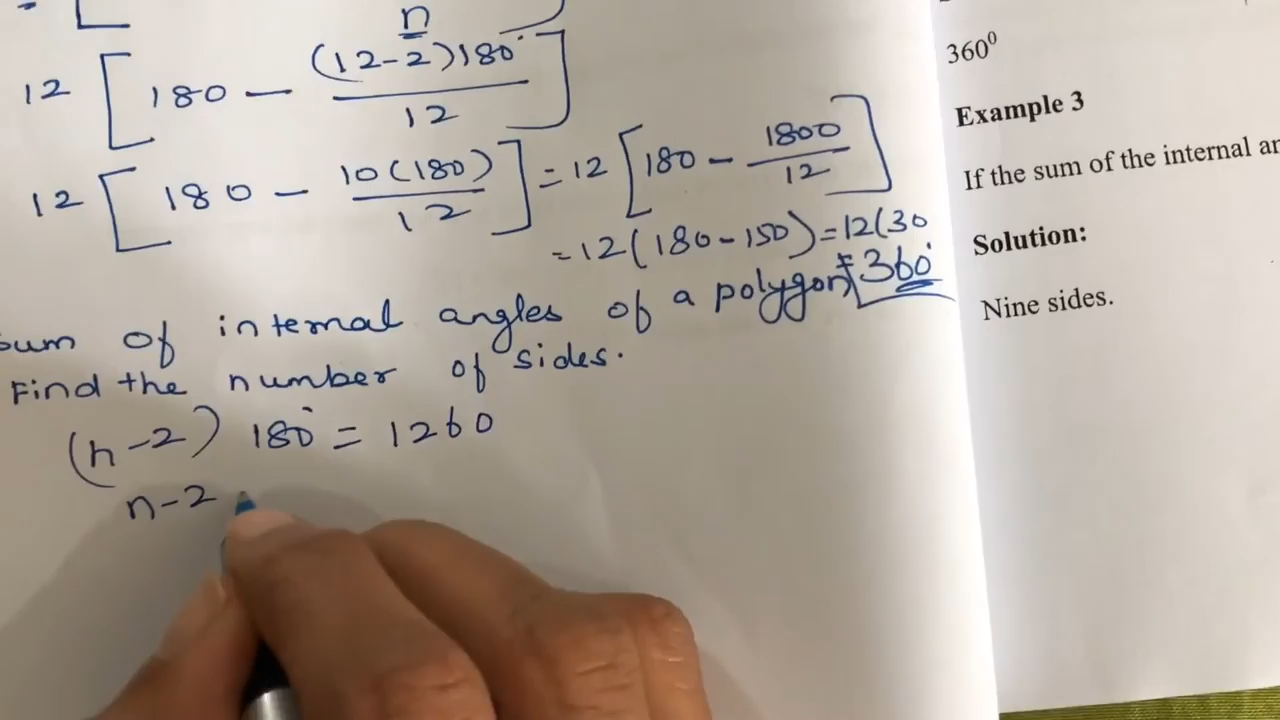 n
12 [ 180 - (12-2)180° / 12 ]
12 [ 180 - 10(180) / 12 ] = 12 [ 180 - 1800 / 12 ]
= 12 ( 180 - 150 ) = 12 ( 30
= 360°
Sum of internal angles of a polygon
Find the number of sides.
(n-2) 180° = 1260
n-2
360⁰
Example 3
If the sum of the internal
Solution:
Nine sides.